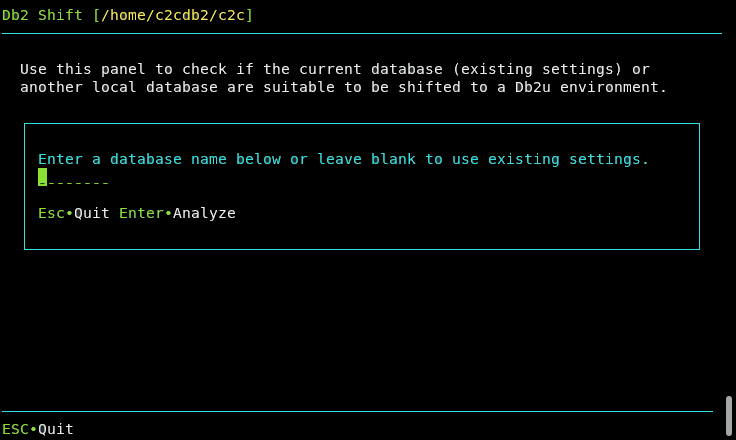 Db2 Shift [/home/c2cdb2/c2c]
Use this panel to check if the current database (existing settings) or
another local database are suitable to be shifted to a Db2u environment.
Enter a database name below or leave blank to use existing settings.
________
Esc•Quit Enter•Analyze
ESC•Quit